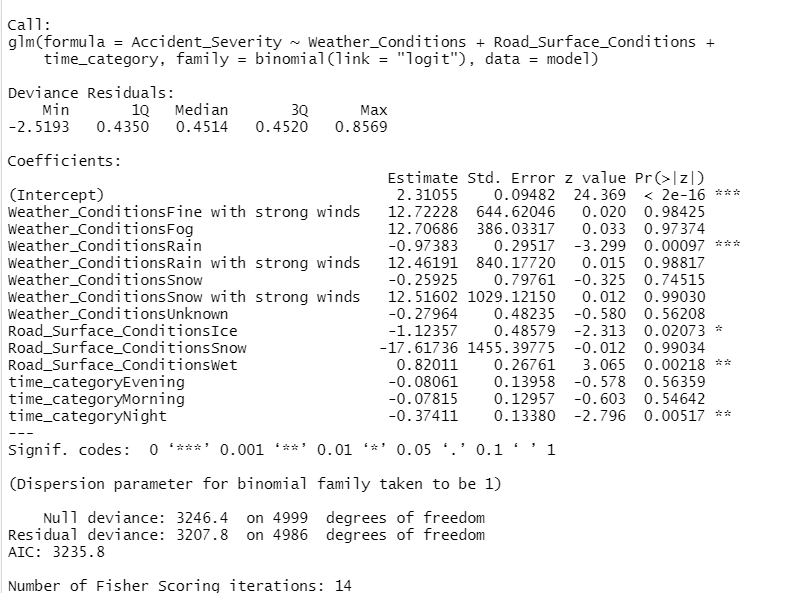 Call:
glm(formula = Accident_Severity ~ Weather_Conditions + Road_Surface_Conditions +
    time_category, family = binomial(link = "logit"), data = model)
Deviance Residuals:
    Min      1Q  Median      3Q     Max
-2.5193  0.4350  0.4514  0.4520  0.8569
Coefficients:
                                           Estimate Std. Error z value Pr(>|z|)
(Intercept)                                 2.31055    0.09482  24.369  < 2e-16 ***
Weather_ConditionsFine with strong winds   12.72228  644.62046   0.020  0.98425
Weather_ConditionsFog                      12.70686  386.03317   0.033  0.97374
Weather_ConditionsRain                     -0.97383    0.29517  -3.299  0.00097 ***
Weather_ConditionsRain with strong winds   12.46191  840.17720   0.015  0.98817
Weather_ConditionsSnow                     -0.25925    0.79761  -0.325  0.74515
Weather_ConditionsSnow with strong winds   12.51602 1029.12150   0.012  0.99030
Weather_ConditionsUnknown                  -0.27964    0.48235  -0.580  0.56208
Road_Surface_ConditionsIce                 -1.12357    0.48579  -2.313  0.02073 *
Road_Surface_ConditionsSnow               -17.61736 1455.39775  -0.012  0.99034
Road_Surface_ConditionsWet                  0.82011    0.26761   3.065  0.00218 **
time_categoryEvening                       -0.08061    0.13958  -0.578  0.56359
time_categoryMorning                       -0.07815    0.12957  -0.603  0.54642
time_categoryNight                         -0.37411    0.13380  -2.796  0.00517 **
---
Signif. codes:  0 ‘***’ 0.001 ‘**’ 0.01 ‘*’ 0.05 ‘.’ 0.1 ‘ ’ 1
(Dispersion parameter for binomial family taken to be 1)
    Null deviance: 3246.4  on 4999  degrees of freedom
Residual deviance: 3207.8  on 4986  degrees of freedom
AIC: 3235.8
Number of Fisher Scoring iterations: 14